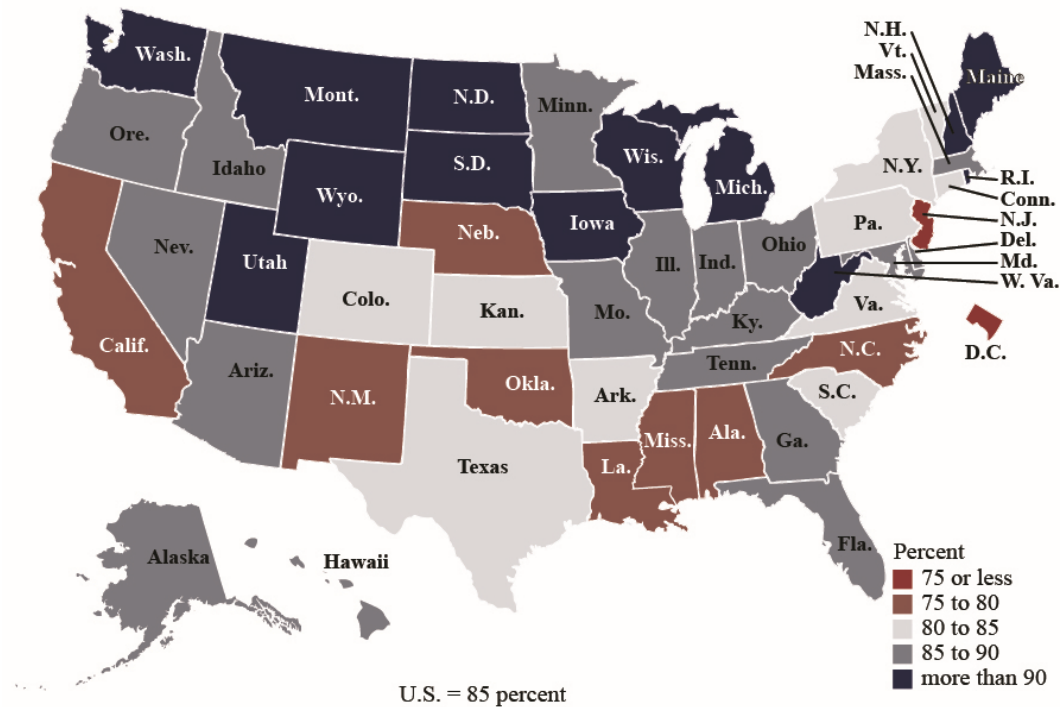 N.H.
Vt.
Mass.
Wash.
Mont.
N.D.
Minn.
Maine
Ore.
Idaho
S.D.
Wis.
Mich.
N.Y.
R.I.
Conn.
N.J.
Del.
Md.
W. Va.
Wyo.
Iowa
Pa.
Nev.
Utah
Neb.
Ill.
Ind.
Ohio
Colo.
Kan.
Mo.
Ky.
Va.
Calif.
Ariz.
N.M.
Okla.
Ark.
Tenn.
N.C.
D.C.
S.C.
Texas
La.
Miss.
Ala.
Ga.
Fla.
Alaska
Hawaii
Percent
75 or less
75 to 80
80 to 85
85 to 90
more than 90
U.S. = 85 percent